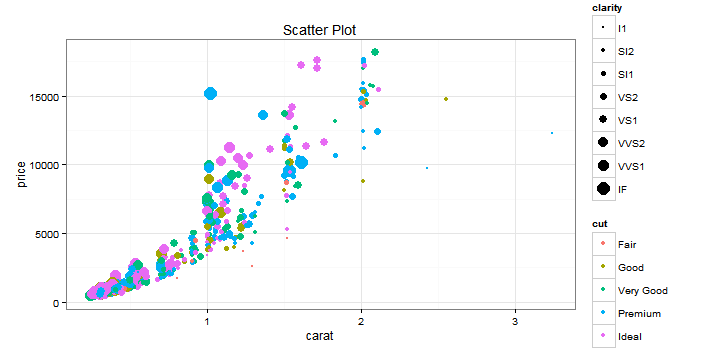 Scatter Plot
price
15000
10000
5000
0
1
2
3
carat
clarity
I1
SI2
SI1
VS2
VS1
VVS2
VVS1
IF
cut
Fair
Good
Very Good
Premium
Ideal